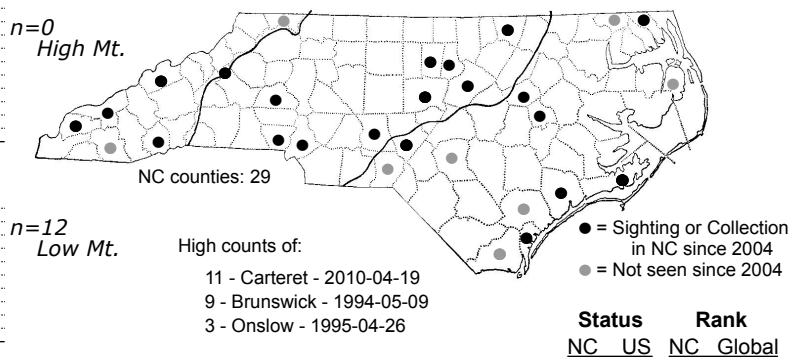 n=0
High Mt.
NC counties: 29
n=12
Low Mt.
High counts of:
11 - Carteret - 2010-04-19
9 - Brunswick - 1994-05-09
3 - Onslow - 1995-04-26
● = Sighting or Collection
in NC since 2004
● = Not seen since 2004
Status Rank
NC US NC Global